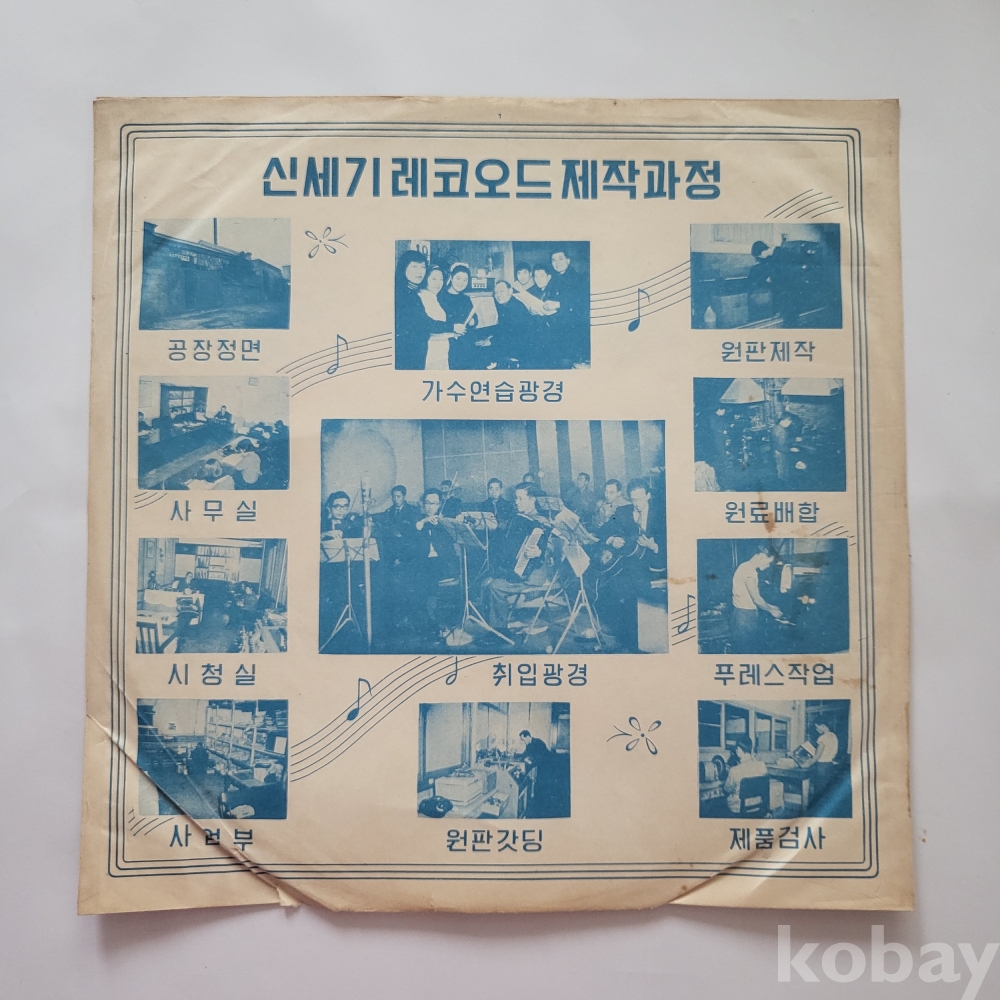 신세기레코오드제작과정
공장정면
가수연습광경
원판제작
사무실
원료배합
시청실
취입광경
푸레스작업
원판갓딩
제품검사
kobay